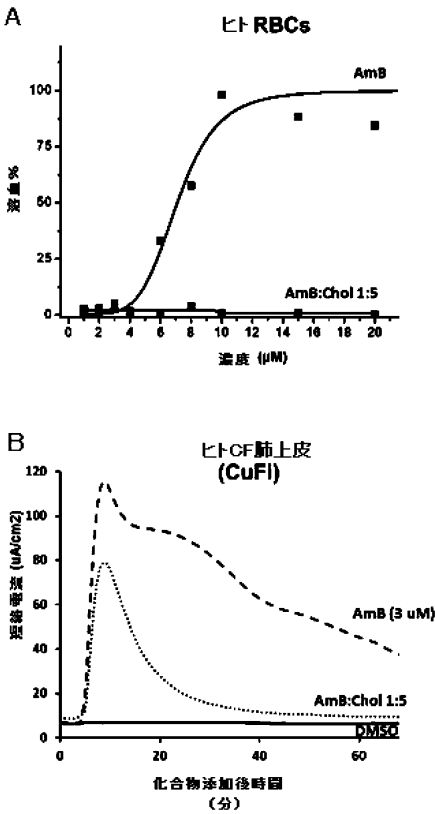 A
ヒト RBCs
AmB
100
75
50
25
0
溶血%
AmB:Chol 1:5
0 2 4 6 8 10 12 14 16 18 20
濃度 (μM)
B
ヒトCF肺上皮
(CuFi)
120
100
80
60
40
20
0
短絡電流 (uA/cm2)
AmB (3 uM)
AmB:Chol 1:5
DMSO
0 20 40 60
化合物添加後時間
(分)